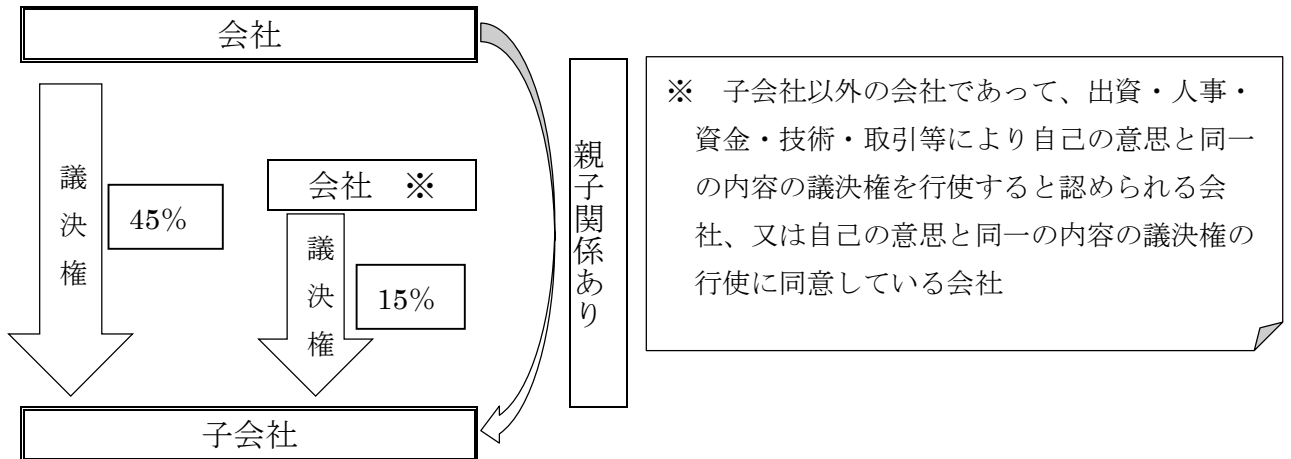 会社
議決権
45%
会社 ※
議決権
15%
子会社
親子関係あり
※ 子会社以外の会社であって、出資・人事・
資金・技術・取引等により自己の意思と同一
の内容の議決権を行使すると認められる会
社、又は自己の意思と同一の内容の議決権の
行使に同意している会社